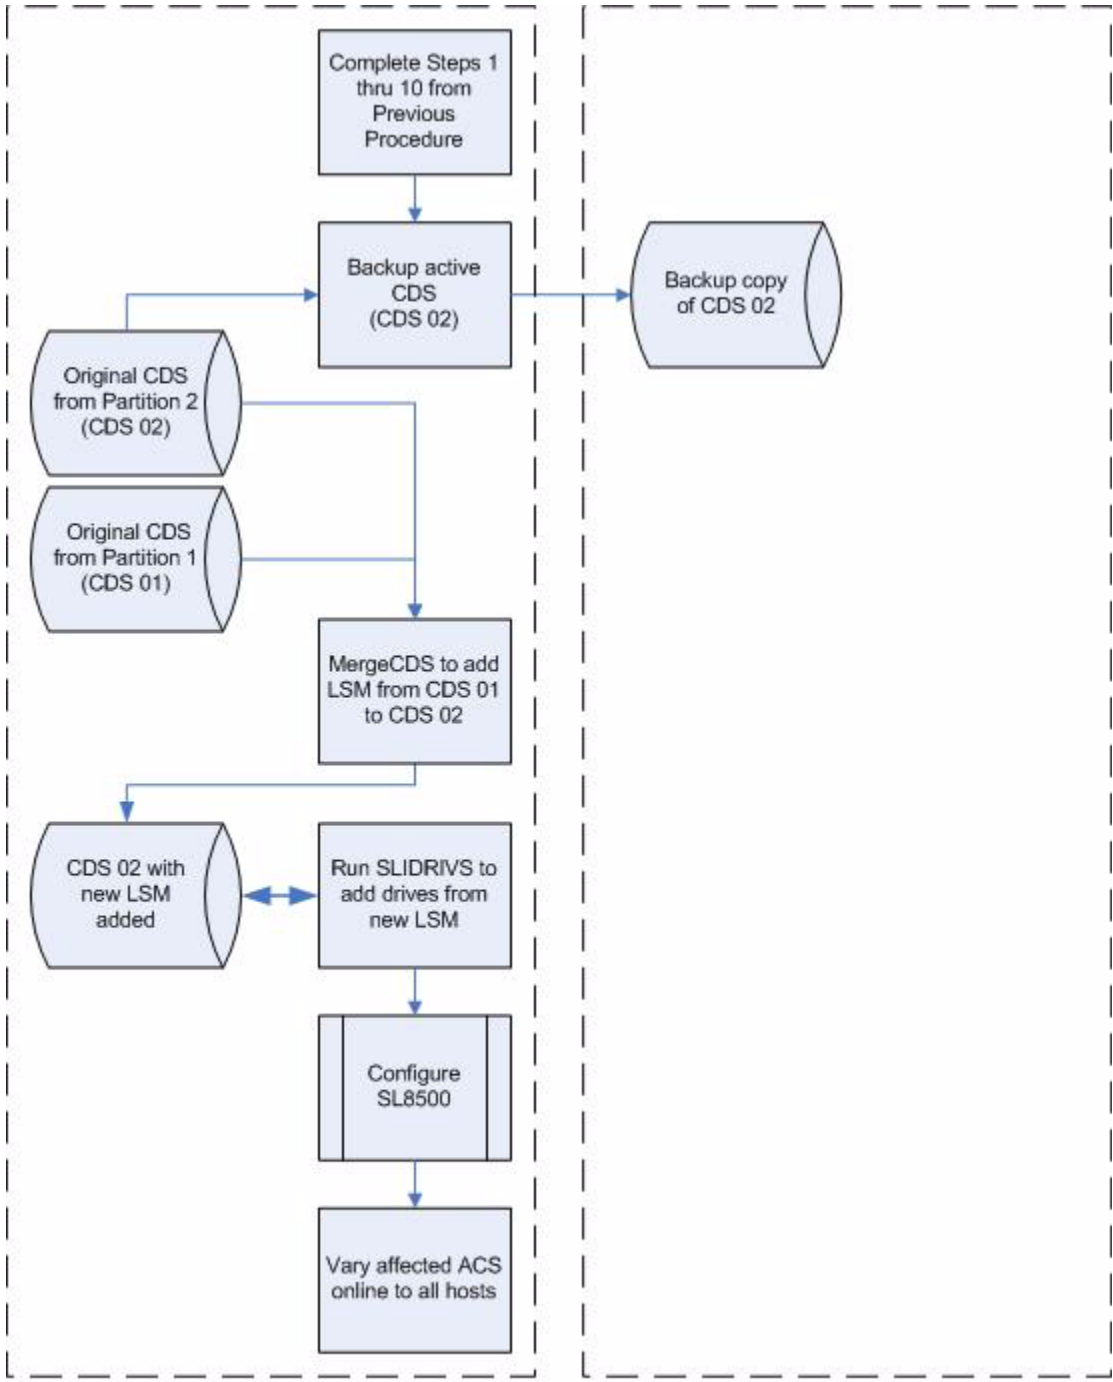 Complete Steps 1
thru 10 from
Previous
Procedure
Backup active
CDS
(CDS 02)
Backup copy
of CDS 02
Original CDS
from Partition 2
(CDS 02)
Original CDS
from Partition 1
(CDS 01)
MergeCDS to add
LSM from CDS 01
to CDS 02
CDS 02 with
new LSM
added
Run SLIDRIVS to
add drives from
new LSM
Configure
SL8500
Vary affected ACS
online to all hosts